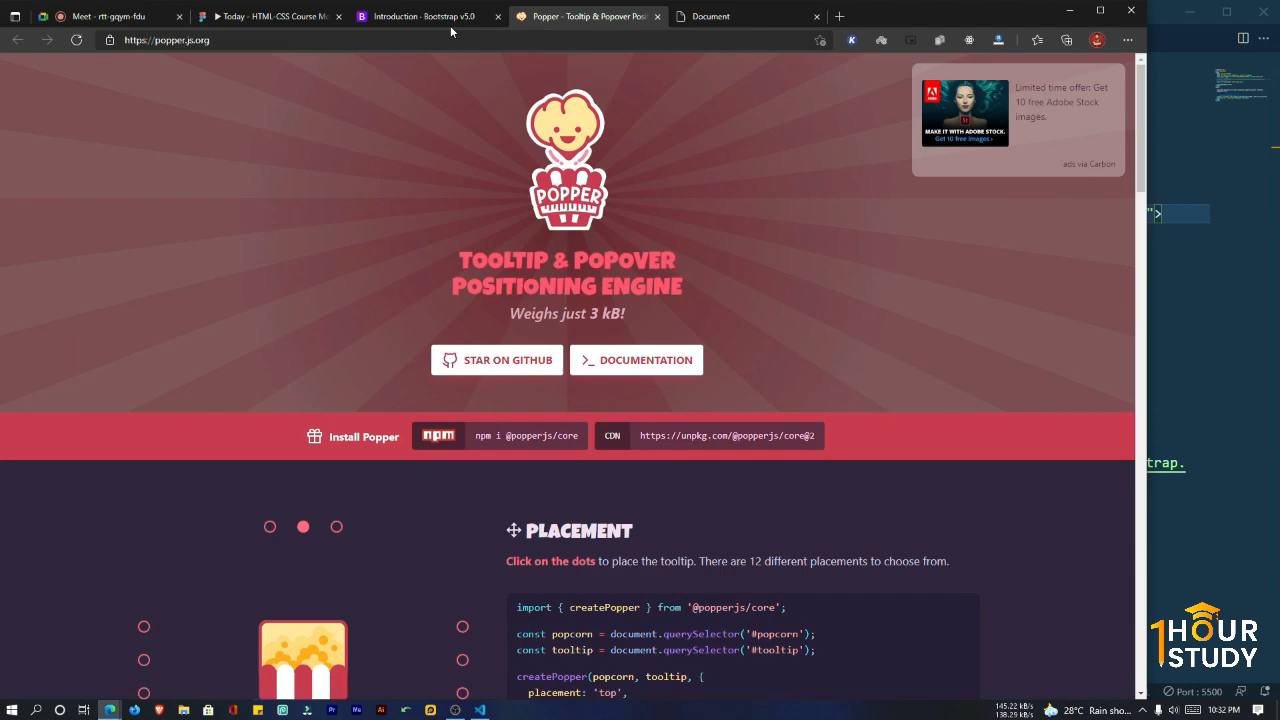 Meet - rtt-gqym-fdu
Today - HTML-CSS Course Mo
Introduction · Bootstrap v5.0
Popper - Tooltip & Popover Posi
Document
https://popper.js.org
POPPER
TOOLTIP & POPOVER
POSITIONING ENGINE
Weighs just 3 kB!
STAR ON GITHUB
DOCUMENTATION
MAKE IT WITH ADOBE STOCK.
Get 10 free images ›
Limited time offer: Get
10 free Adobe Stock
images.
ads via Carbon
Install Popper
npm
npm i @popperjs/core
CDN
https://unpkg.com/@popperjs/core@2
PLACEMENT
Click on the dots to place the tooltip. There are 12 different placements to choose from.
import { createPopper } from '@popperjs/core';
const popcorn = document.querySelector('#popcorn');
const tooltip = document.querySelector('#tooltip');
createPopper(popcorn, tooltip, {
placement: 'top',
">
trap.
1HOUR
STUDY
Port : 5500
145.22 kB/s
138.29 kB/s
28°C Rain sho...
10:32 PM